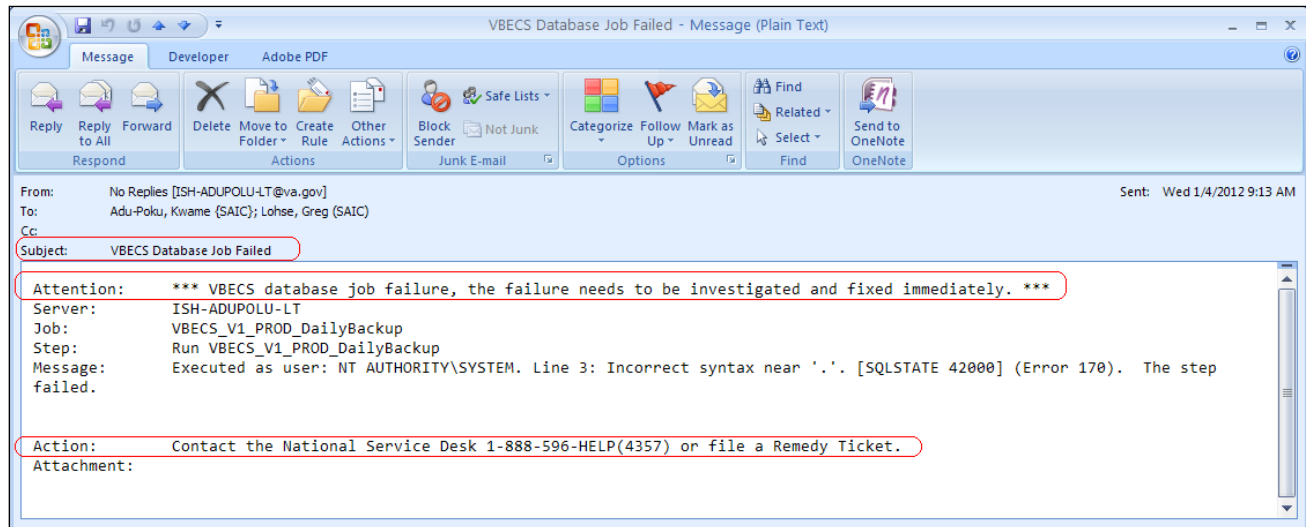 VBECS Database Job Failed - Message (Plain Text)
Message Developer Adobe PDF
Reply
Reply to All
Forward
Respond
Delete
Move to Folder
Create Rule
Other Actions
Actions
Block Sender
Safe Lists
Not Junk
Junk E-mail
Categorize
Follow Up
Mark as Unread
Options
Find
Related
Select
Find
Send to OneNote
OneNote
From: No Replies [ISH-ADUPOLU-LT@va.gov]
Sent: Wed 1/4/2012 9:13 AM
To: Adu-Poku, Kwame {SAIC}; Lohse, Greg (SAIC)
Cc:
Subject: VBECS Database Job Failed
Attention: *** VBECS database job failure, the failure needs to be investigated and fixed immediately. ***
Server: ISH-ADUPOLU-LT
Job: VBECS_V1_PROD_DailyBackup
Step: Run VBECS_V1_PROD_DailyBackup
Message: Executed as user: NT AUTHORITY\SYSTEM. Line 3: Incorrect syntax near '.'. [SQLSTATE 42000] (Error 170). The step
failed.
Action: Contact the National Service Desk 1-888-596-HELP(4357) or file a Remedy Ticket.
Attachment: